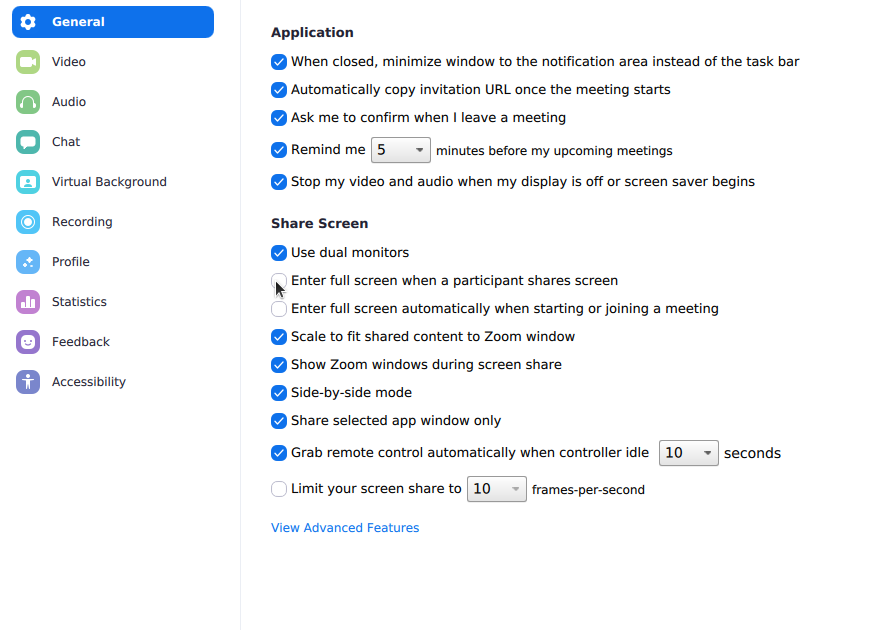 General
Video
Audio
Chat
Virtual Background
Recording
Profile
Statistics
Feedback
Accessibility
Application
When closed, minimize window to the notification area instead of the task bar
Automatically copy invitation URL once the meeting starts
Ask me to confirm when I leave a meeting
Remind me 5 minutes before my upcoming meetings
Stop my video and audio when my display is off or screen saver begins
Share Screen
Use dual monitors
Enter full screen when a participant shares screen
Enter full screen automatically when starting or joining a meeting
Scale to fit shared content to Zoom window
Show Zoom windows during screen share
Side-by-side mode
Share selected app window only
Grab remote control automatically when controller idle 10 seconds
Limit your screen share to 10 frames-per-second
View Advanced Features